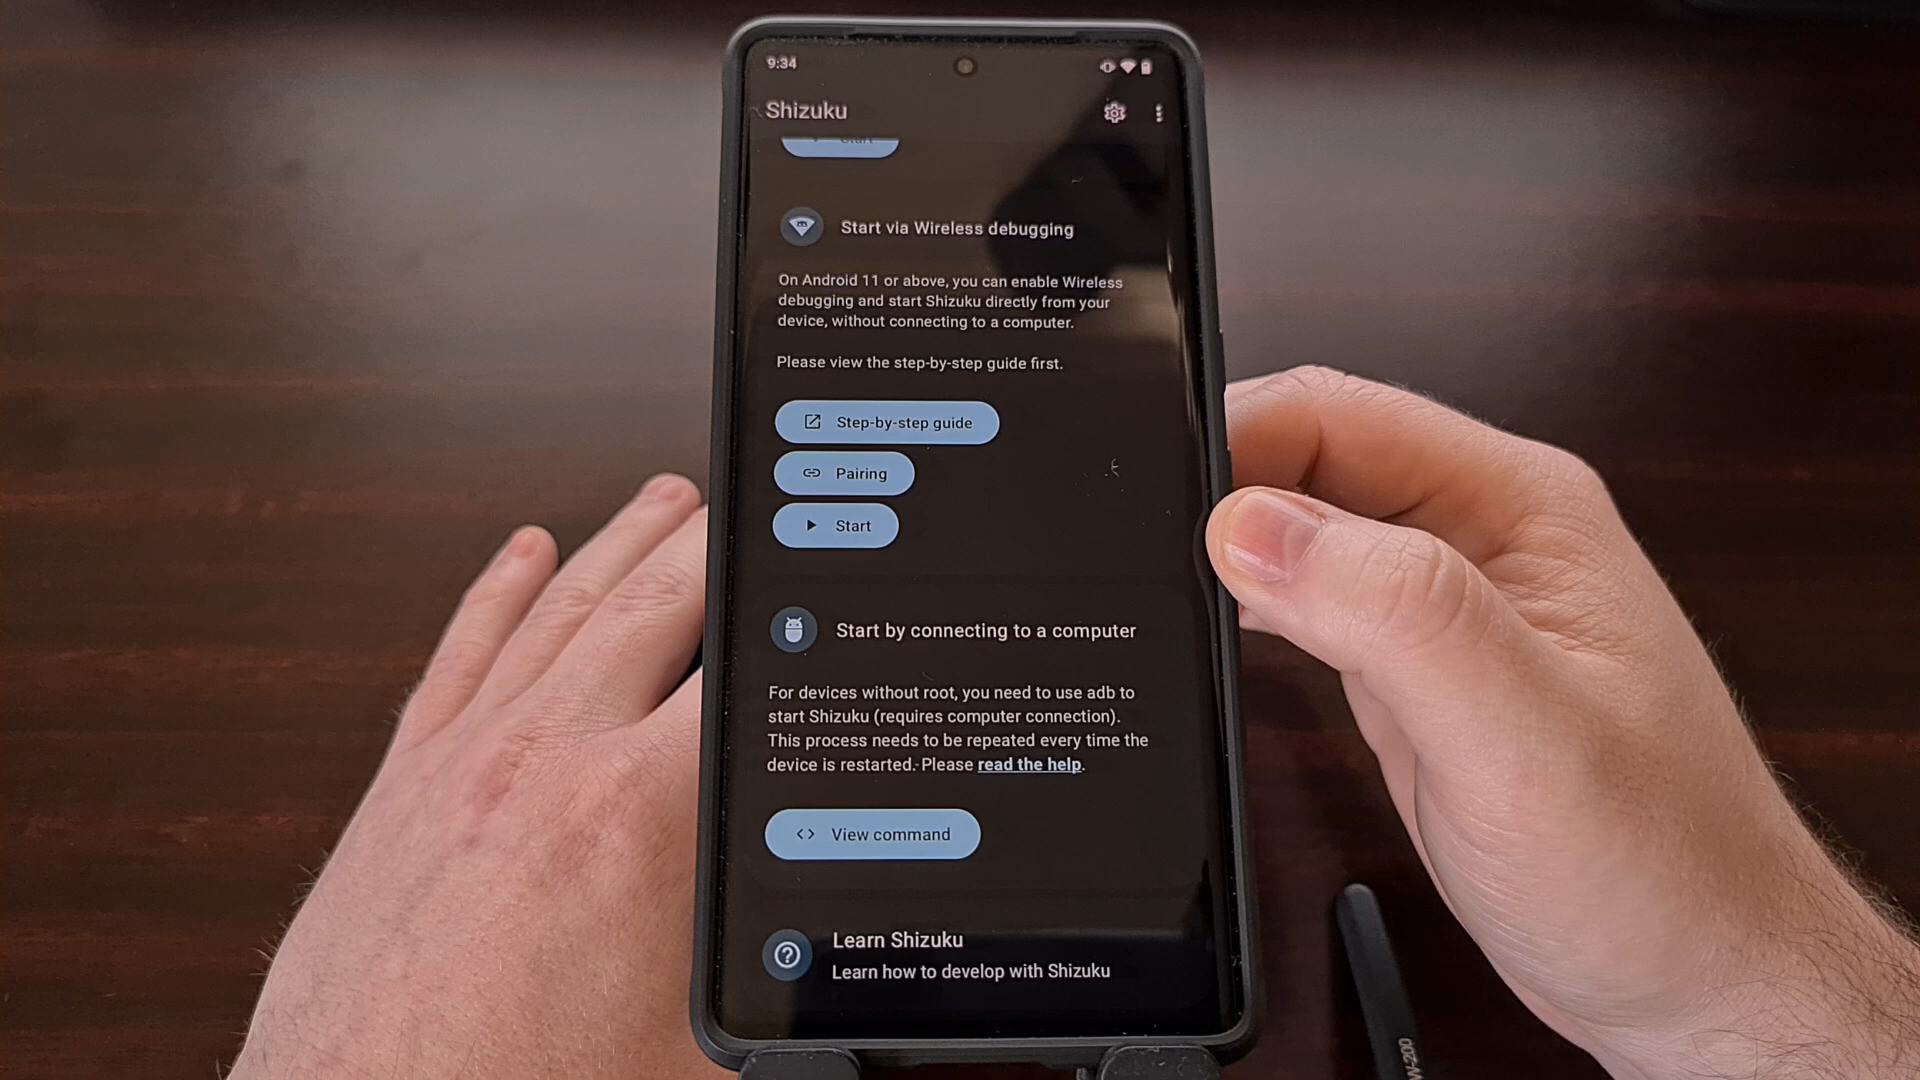 9:34
Shizuku
Start
Start via Wireless debugging
On Android 11 or above, you can enable Wireless
debugging and start Shizuku directly from your
device, without connecting to a computer.
Please view the step-by-step guide first.
Step-by-step guide
Pairing
Start
Start by connecting to a computer
For devices without root, you need to use adb to
start Shizuku (requires computer connection).
This process needs to be repeated every time the
device is restarted. Please read the help.
View command
Learn Shizuku
Learn how to develop with Shizuku